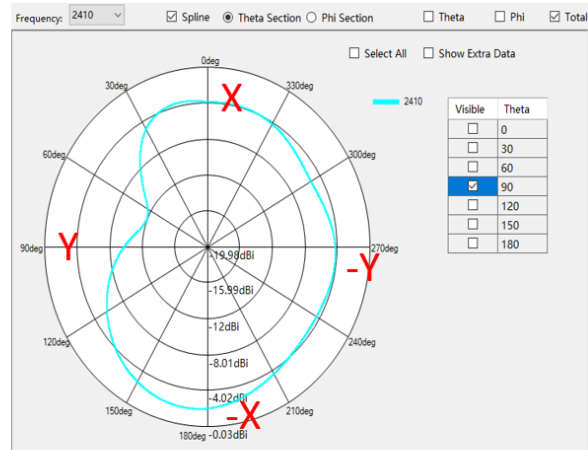 Frequency: 2410 Spline Theta Section Phi Section Theta Phi Total
Select All Show Extra Data
0deg
30deg
330deg
X
2410
Visible Theta
0
30
60
90
120
150
180
60deg
300deg
90deg
Y
270deg
-Y
-19.98dBi
-15.99dBi
-12dBi
120deg
240deg
-8.01dBi
-4.02dBi
150deg
210deg
-X
180deg
-0.03dBi